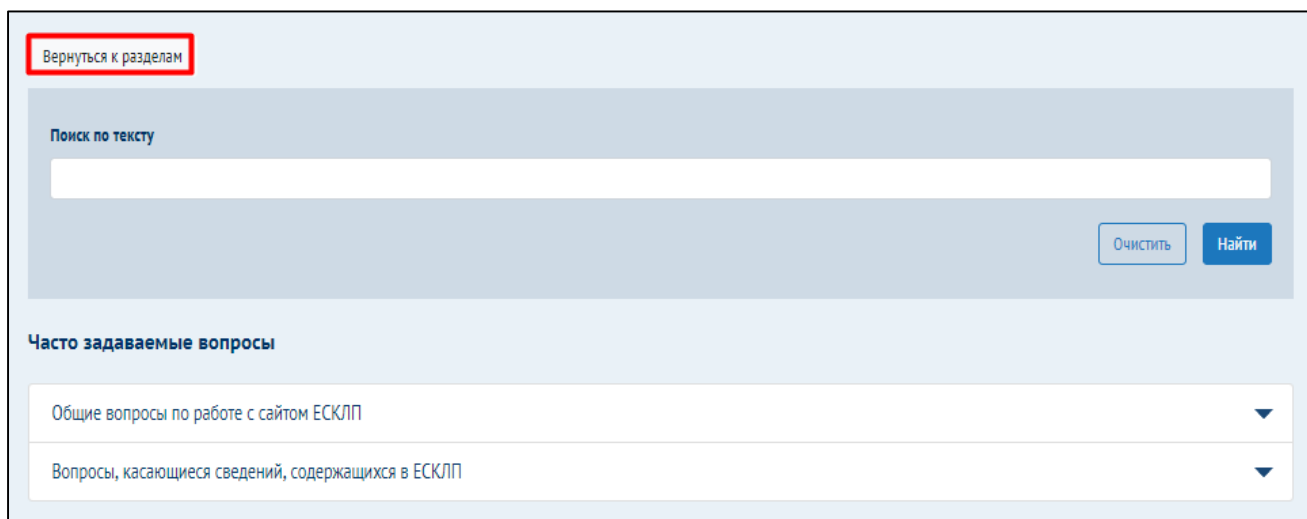 Вернуться к разделам
Поиск по тексту
Очистить
Найти
Часто задаваемые вопросы
Общие вопросы по работе с сайтом ЕСКЛП
Вопросы, касающиеся сведений, содержащихся в ЕСКЛП